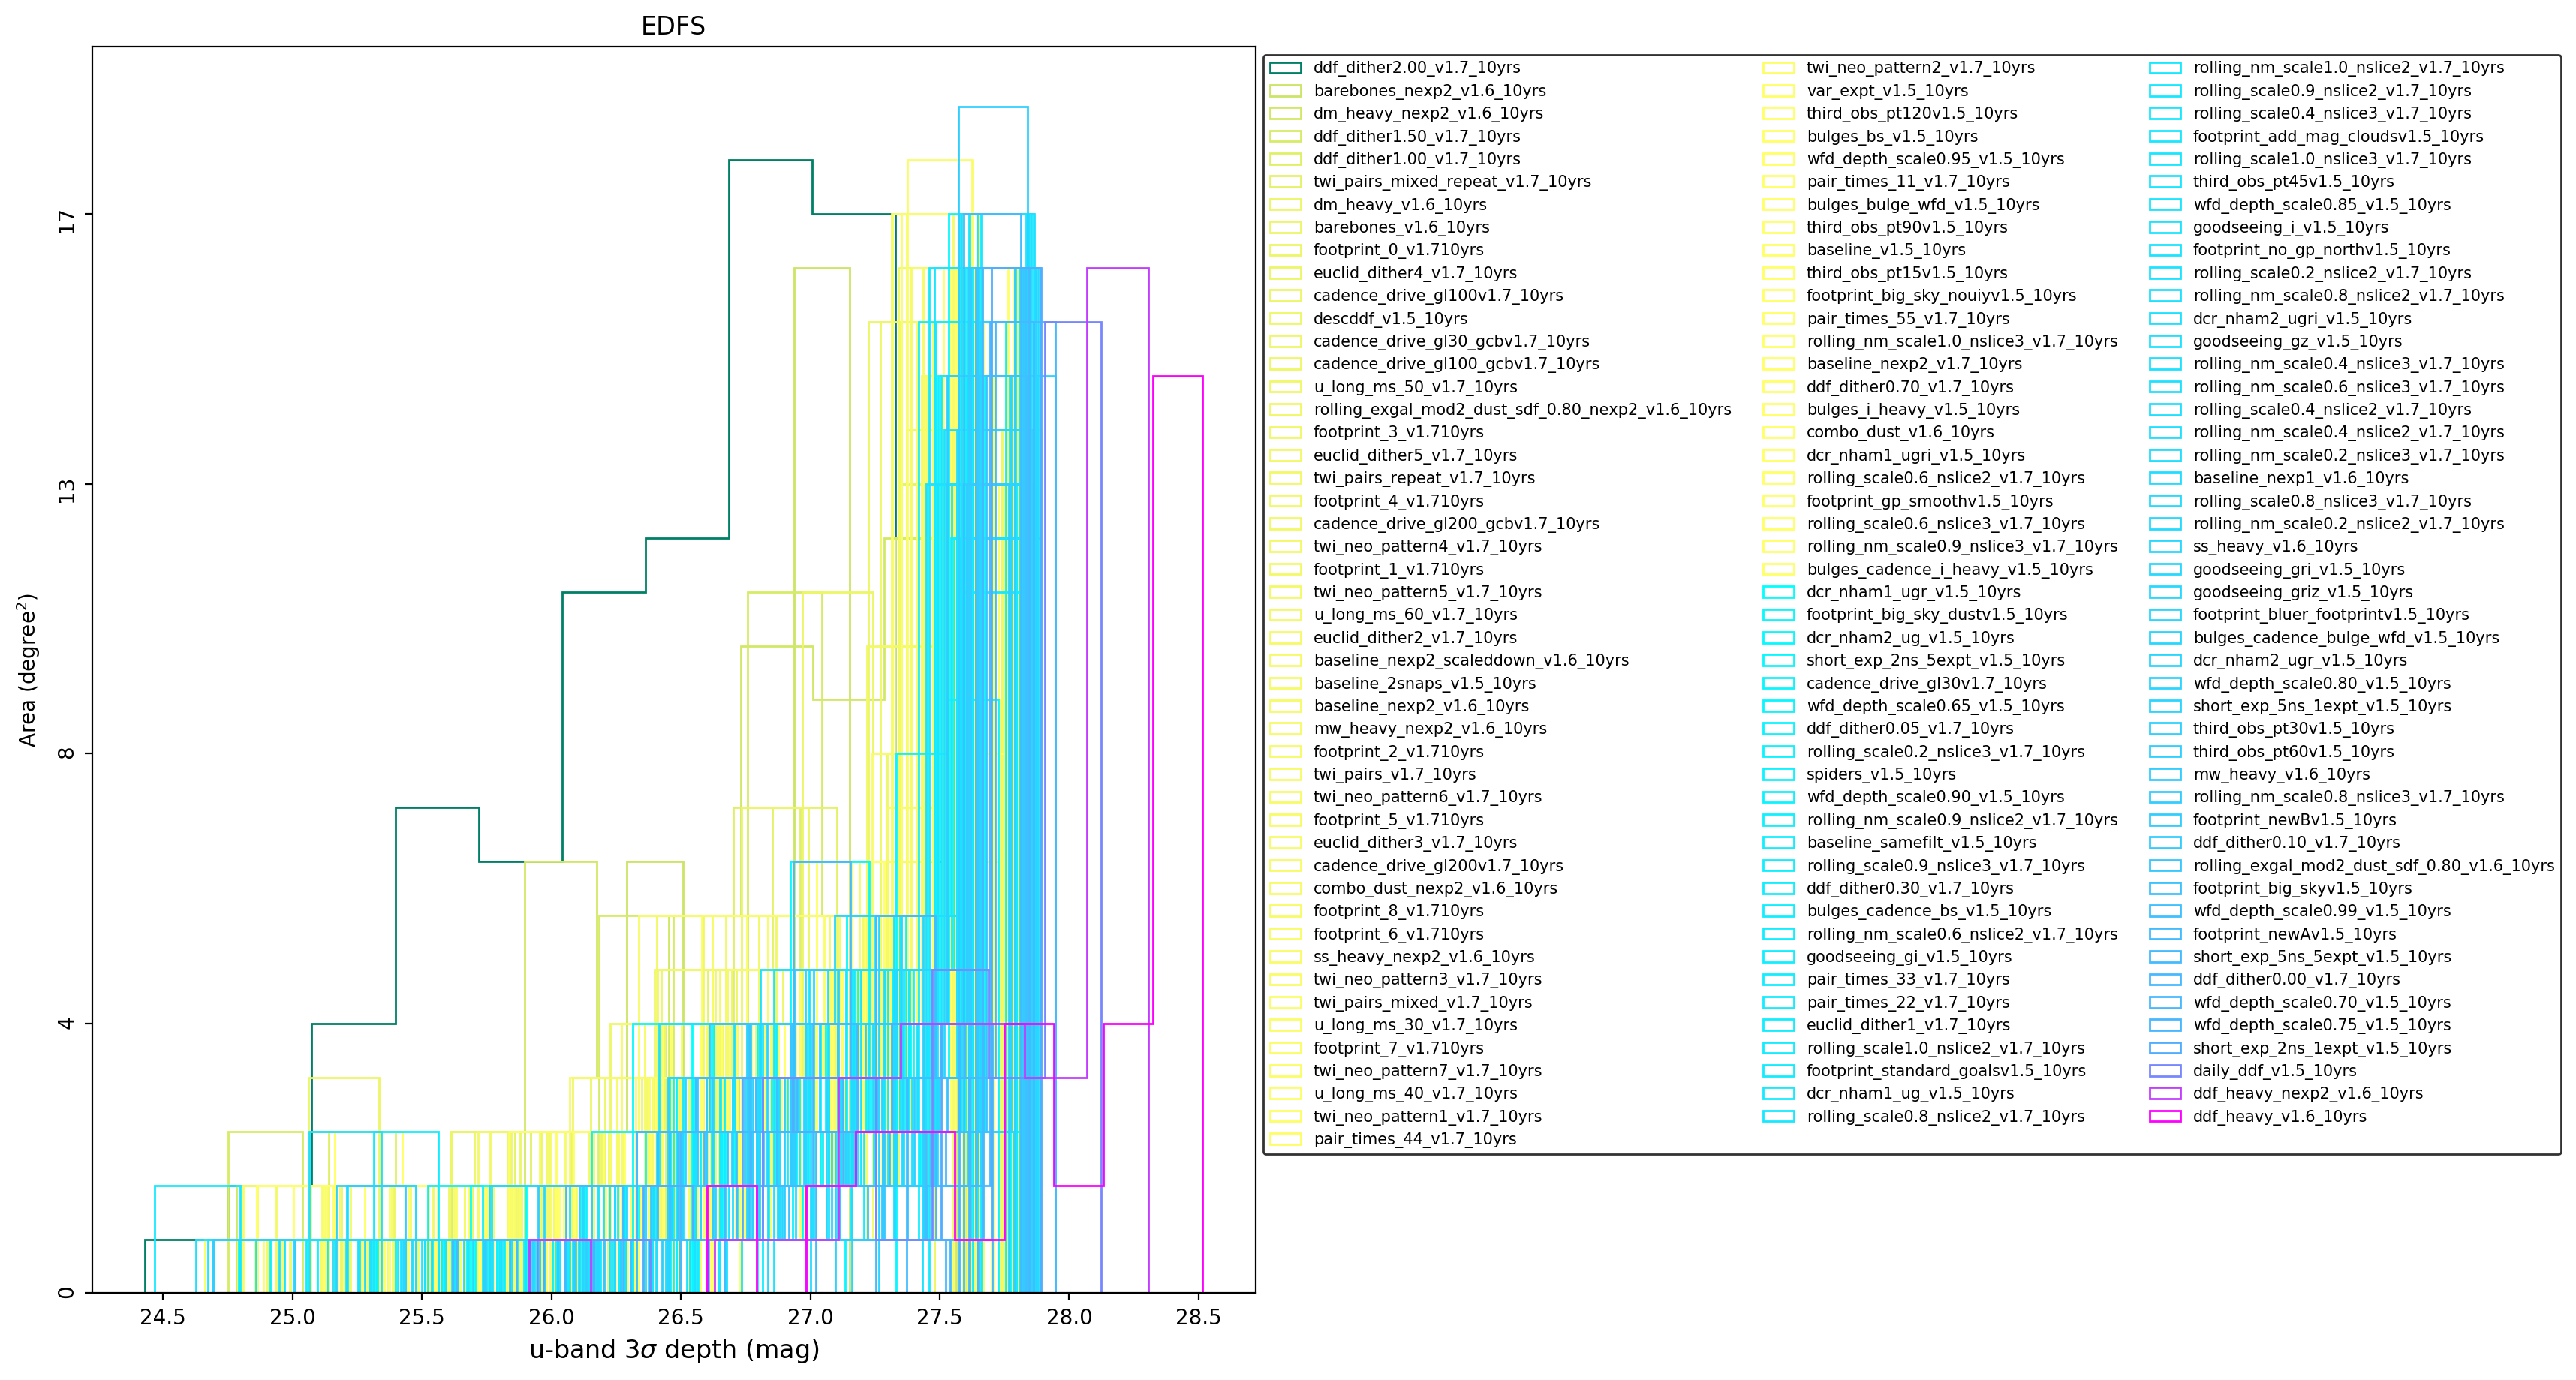 EDFS
Area (degree²)
17
13
8
4
0
24.5 25.0 25.5 26.0 26.5 27.0 27.5 28.0 28.5
u-band 3σ depth (mag)
ddf_dither2.00_v1.7_10yrs
barebones_nexp2_v1.6_10yrs
dm_heavy_nexp2_v1.6_10yrs
ddf_dither1.50_v1.7_10yrs
ddf_dither1.00_v1.7_10yrs
twi_pairs_mixed_repeat_v1.7_10yrs
dm_heavy_v1.6_10yrs
barebones_v1.6_10yrs
footprint_0_v1.710yrs
euclid_dither4_v1.7_10yrs
cadence_drive_gl100v1.7_10yrs
descddf_v1.5_10yrs
cadence_drive_gl30_gcbv1.7_10yrs
cadence_drive_gl100_gcbv1.7_10yrs
u_long_ms_50_v1.7_10yrs
rolling_exgal_mod2_dust_sdf_0.80_nexp2_v1.6_10yrs
footprint_3_v1.710yrs
euclid_dither5_v1.7_10yrs
twi_pairs_repeat_v1.7_10yrs
footprint_4_v1.710yrs
cadence_drive_gl200_gcbv1.7_10yrs
twi_neo_pattern4_v1.7_10yrs
footprint_1_v1.710yrs
twi_neo_pattern5_v1.7_10yrs
u_long_ms_60_v1.7_10yrs
euclid_dither2_v1.7_10yrs
baseline_nexp2_scaleddown_v1.6_10yrs
baseline_2snaps_v1.5_10yrs
baseline_nexp2_v1.6_10yrs
mw_heavy_nexp2_v1.6_10yrs
footprint_2_v1.710yrs
twi_pairs_v1.7_10yrs
twi_neo_pattern6_v1.7_10yrs
footprint_5_v1.710yrs
euclid_dither3_v1.7_10yrs
cadence_drive_gl200v1.7_10yrs
combo_dust_nexp2_v1.6_10yrs
footprint_8_v1.710yrs
footprint_6_v1.710yrs
ss_heavy_nexp2_v1.6_10yrs
twi_neo_pattern3_v1.7_10yrs
twi_pairs_mixed_v1.7_10yrs
u_long_ms_30_v1.7_10yrs
footprint_7_v1.710yrs
twi_neo_pattern7_v1.7_10yrs
u_long_ms_40_v1.7_10yrs
twi_neo_pattern1_v1.7_10yrs
pair_times_44_v1.7_10yrs
twi_neo_pattern2_v1.7_10yrs
var_expt_v1.5_10yrs
third_obs_pt120v1.5_10yrs
bulges_bs_v1.5_10yrs
wfd_depth_scale0.95_v1.5_10yrs
pair_times_11_v1.7_10yrs
bulges_bulge_wfd_v1.5_10yrs
third_obs_pt90v1.5_10yrs
baseline_v1.5_10yrs
third_obs_pt15v1.5_10yrs
footprint_big_sky_nouiyv1.5_10yrs
pair_times_55_v1.7_10yrs
rolling_nm_scale1.0_nslice3_v1.7_10yrs
baseline_nexp2_v1.7_10yrs
ddf_dither0.70_v1.7_10yrs
bulges_i_heavy_v1.5_10yrs
combo_dust_v1.6_10yrs
dcr_nham1_ugri_v1.5_10yrs
rolling_scale0.6_nslice2_v1.7_10yrs
footprint_gp_smoothv1.5_10yrs
rolling_scale0.6_nslice3_v1.7_10yrs
rolling_nm_scale0.9_nslice3_v1.7_10yrs
bulges_cadence_i_heavy_v1.5_10yrs
dcr_nham1_ugr_v1.5_10yrs
footprint_big_sky_dustv1.5_10yrs
dcr_nham2_ug_v1.5_10yrs
short_exp_2ns_5expt_v1.5_10yrs
cadence_drive_gl30v1.7_10yrs
wfd_depth_scale0.65_v1.5_10yrs
ddf_dither0.05_v1.7_10yrs
rolling_scale0.2_nslice3_v1.7_10yrs
spiders_v1.5_10yrs
wfd_depth_scale0.90_v1.5_10yrs
rolling_nm_scale0.9_nslice2_v1.7_10yrs
baseline_samefilt_v1.5_10yrs
rolling_scale0.9_nslice3_v1.7_10yrs
ddf_dither0.30_v1.7_10yrs
bulges_cadence_bs_v1.5_10yrs
rolling_nm_scale0.6_nslice2_v1.7_10yrs
goodseeing_gi_v1.5_10yrs
pair_times_33_v1.7_10yrs
pair_times_22_v1.7_10yrs
euclid_dither1_v1.7_10yrs
rolling_scale1.0_nslice2_v1.7_10yrs
footprint_standard_goalsv1.5_10yrs
dcr_nham1_ug_v1.5_10yrs
rolling_scale0.8_nslice2_v1.7_10yrs
rolling_nm_scale1.0_nslice2_v1.7_10yrs
rolling_scale0.9_nslice2_v1.7_10yrs
rolling_scale0.4_nslice3_v1.7_10yrs
footprint_add_mag_cloudsv1.5_10yrs
rolling_scale1.0_nslice3_v1.7_10yrs
third_obs_pt45v1.5_10yrs
wfd_depth_scale0.85_v1.5_10yrs
goodseeing_i_v1.5_10yrs
footprint_no_gp_northv1.5_10yrs
rolling_scale0.2_nslice2_v1.7_10yrs
rolling_nm_scale0.8_nslice2_v1.7_10yrs
dcr_nham2_ugri_v1.5_10yrs
goodseeing_gz_v1.5_10yrs
rolling_nm_scale0.4_nslice3_v1.7_10yrs
rolling_nm_scale0.6_nslice3_v1.7_10yrs
rolling_scale0.4_nslice2_v1.7_10yrs
rolling_nm_scale0.4_nslice2_v1.7_10yrs
rolling_nm_scale0.2_nslice3_v1.7_10yrs
baseline_nexp1_v1.6_10yrs
rolling_scale0.8_nslice3_v1.7_10yrs
rolling_nm_scale0.2_nslice2_v1.7_10yrs
ss_heavy_v1.6_10yrs
goodseeing_gri_v1.5_10yrs
goodseeing_griz_v1.5_10yrs
footprint_bluer_footprintv1.5_10yrs
bulges_cadence_bulge_wfd_v1.5_10yrs
dcr_nham2_ugr_v1.5_10yrs
wfd_depth_scale0.80_v1.5_10yrs
short_exp_5ns_1expt_v1.5_10yrs
third_obs_pt30v1.5_10yrs
third_obs_pt60v1.5_10yrs
mw_heavy_v1.6_10yrs
rolling_nm_scale0.8_nslice3_v1.7_10yrs
footprint_newBv1.5_10yrs
ddf_dither0.10_v1.7_10yrs
rolling_exgal_mod2_dust_sdf_0.80_v1.6_10yrs
footprint_big_skyv1.5_10yrs
wfd_depth_scale0.99_v1.5_10yrs
footprint_newAv1.5_10yrs
short_exp_5ns_5expt_v1.5_10yrs
ddf_dither0.00_v1.7_10yrs
wfd_depth_scale0.70_v1.5_10yrs
wfd_depth_scale0.75_v1.5_10yrs
short_exp_2ns_1expt_v1.5_10yrs
daily_ddf_v1.5_10yrs
ddf_heavy_nexp2_v1.6_10yrs
ddf_heavy_v1.6_10yrs